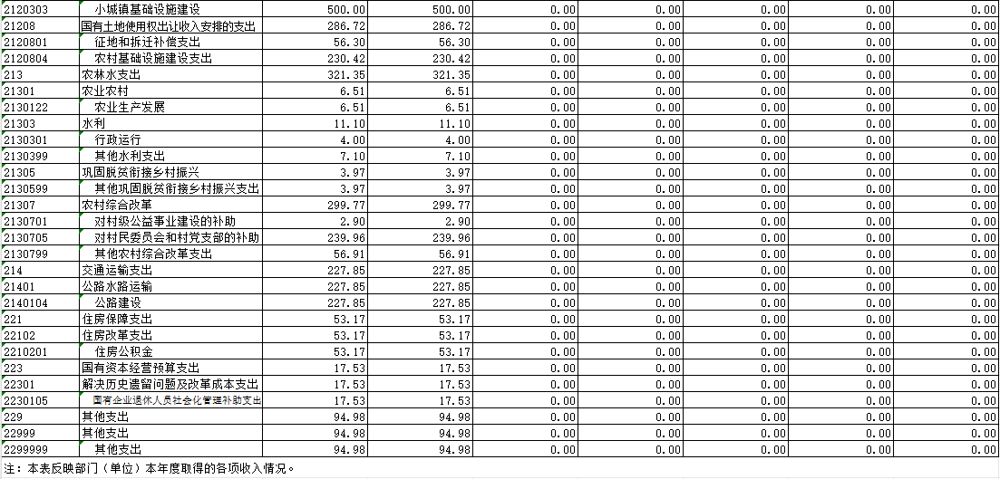 2120303 小城镇基础设施建设 500.00 500.00 0.00 0.00 0.00 0.00 0.00
21208 国有土地使用权出让收入安排的支出 286.72 286.72 0.00 0.00 0.00 0.00 0.00
2120801 征地和拆迁补偿支出 56.30 56.30 0.00 0.00 0.00 0.00 0.00
2120804 农村基础设施建设支出 230.42 230.42 0.00 0.00 0.00 0.00 0.00
213 农林水支出 321.35 321.35 0.00 0.00 0.00 0.00 0.00
21301 农业农村 6.51 6.51 0.00 0.00 0.00 0.00 0.00
2130122 农业生产发展 6.51 6.51 0.00 0.00 0.00 0.00 0.00
21303 水利 11.10 11.10 0.00 0.00 0.00 0.00 0.00
2130301 行政运行 4.00 4.00 0.00 0.00 0.00 0.00 0.00
2130399 其他水利支出 7.10 7.10 0.00 0.00 0.00 0.00 0.00
21305 巩固脱贫衔接乡村振兴 3.97 3.97 0.00 0.00 0.00 0.00 0.00
2130599 其他巩固脱贫衔接乡村振兴支出 3.97 3.97 0.00 0.00 0.00 0.00 0.00
21307 农村综合改革 299.77 299.77 0.00 0.00 0.00 0.00 0.00
2130701 对村级公益事业建设的补助 2.90 2.90 0.00 0.00 0.00 0.00 0.00
2130705 对村民委员会和村党支部的补助 239.96 239.96 0.00 0.00 0.00 0.00 0.00
2130799 其他农村综合改革支出 56.91 56.91 0.00 0.00 0.00 0.00 0.00
214 交通运输支出 227.85 227.85 0.00 0.00 0.00 0.00 0.00
21401 公路水路运输 227.85 227.85 0.00 0.00 0.00 0.00 0.00
2140104 公路建设 227.85 227.85 0.00 0.00 0.00 0.00 0.00
221 住房保障支出 53.17 53.17 0.00 0.00 0.00 0.00 0.00
22102 住房改革支出 53.17 53.17 0.00 0.00 0.00 0.00 0.00
2210201 住房公积金 53.17 53.17 0.00 0.00 0.00 0.00 0.00
223 国有资本经营预算支出 17.53 17.53 0.00 0.00 0.00 0.00 0.00
22301 解决历史遗留问题及改革成本支出 17.53 17.53 0.00 0.00 0.00 0.00 0.00
2230105 国有企业退休人员社会化管理补助支出 17.53 17.53 0.00 0.00 0.00 0.00 0.00
229 其他支出 94.98 94.98 0.00 0.00 0.00 0.00 0.00
22999 其他支出 94.98 94.98 0.00 0.00 0.00 0.00 0.00
2299999 其他支出 94.98 94.98 0.00 0.00 0.00 0.00 0.00
注：本表反映部门（单位）本年度取得的各项收入情况。